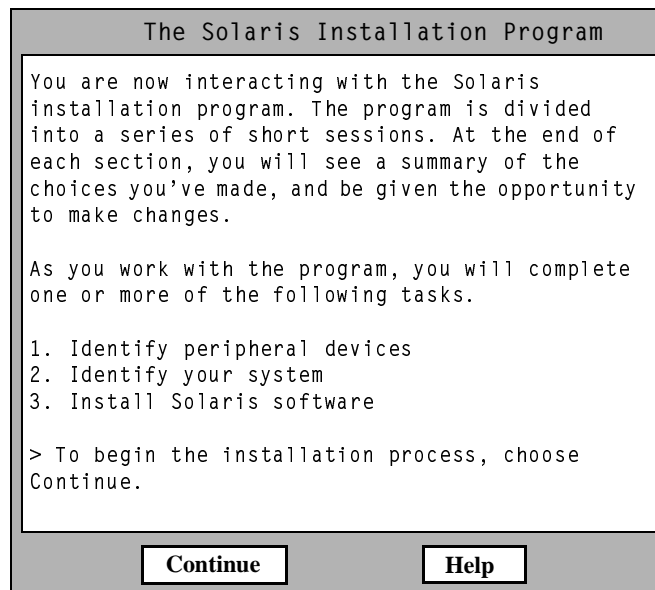 The Solaris Installation Program
You are now interacting with the Solaris
installation program. The program is divided
into a series of short sessions. At the end of
each section, you will see a summary of the
choices you've made, and be given the opportunity
to make changes.
As you work with the program, you will complete
one or more of the following tasks.
1. Identify peripheral devices
2. Identify your system
3. Install Solaris software
> To begin the installation process, choose
Continue.
Continue Help